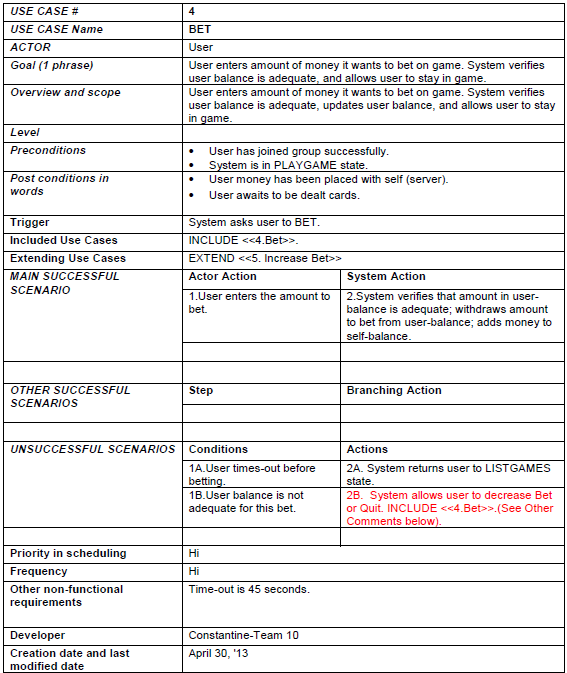 USE CASE # 4
USE CASE Name BET
ACTOR User
Goal (1 phrase) User enters amount of money it wants to bet on game. System verifies
user balance is adequate, and allows user to stay in game.
Overview and scope User enters amount of money it wants to bet on game. System verifies
user balance is adequate, updates user balance, and allows user to stay
in game.
Level
Preconditions • User has joined group successfully.
• System is in PLAYGAME state.
Post conditions in • User money has been placed with self (server).
words • User awaits to be dealt cards.
Trigger System asks user to BET.
Included Use Cases INCLUDE <<4.Bet>>.
Extending Use Cases EXTEND <<5. Increase Bet>>
MAIN SUCCESSFUL Actor Action System Action
SCENARIO
1.User enters the amount to 2.System verifies that amount in user-
bet. balance is adequate; withdraws amount
to bet from user-balance; adds money to
self-balance.
OTHER SUCCESSFUL Step Branching Action
SCENARIOS
UNSUCCESSFUL SCENARIOS Conditions Actions
1A.User times-out before 2A. System returns user to LISTGAMES
betting. state.
1B.User balance is not 2B. System allows user to decrease Bet
adequate for this bet. or Quit. INCLUDE <<4.Bet>>.(See Other
Comments below).
Priority in scheduling Hi
Frequency Hi
Other non-functional Time-out is 45 seconds.
requirements
Developer Constantine-Team 10
Creation date and last April 30, '13
modified date